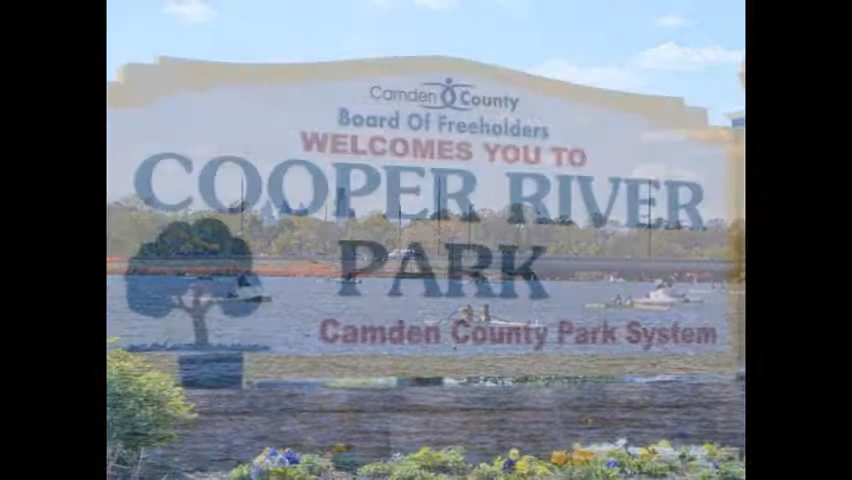 Camden County
Board Of Freeholders
WELCOMES YOU TO
COOPER RIVER
PARK
Camden County Park System